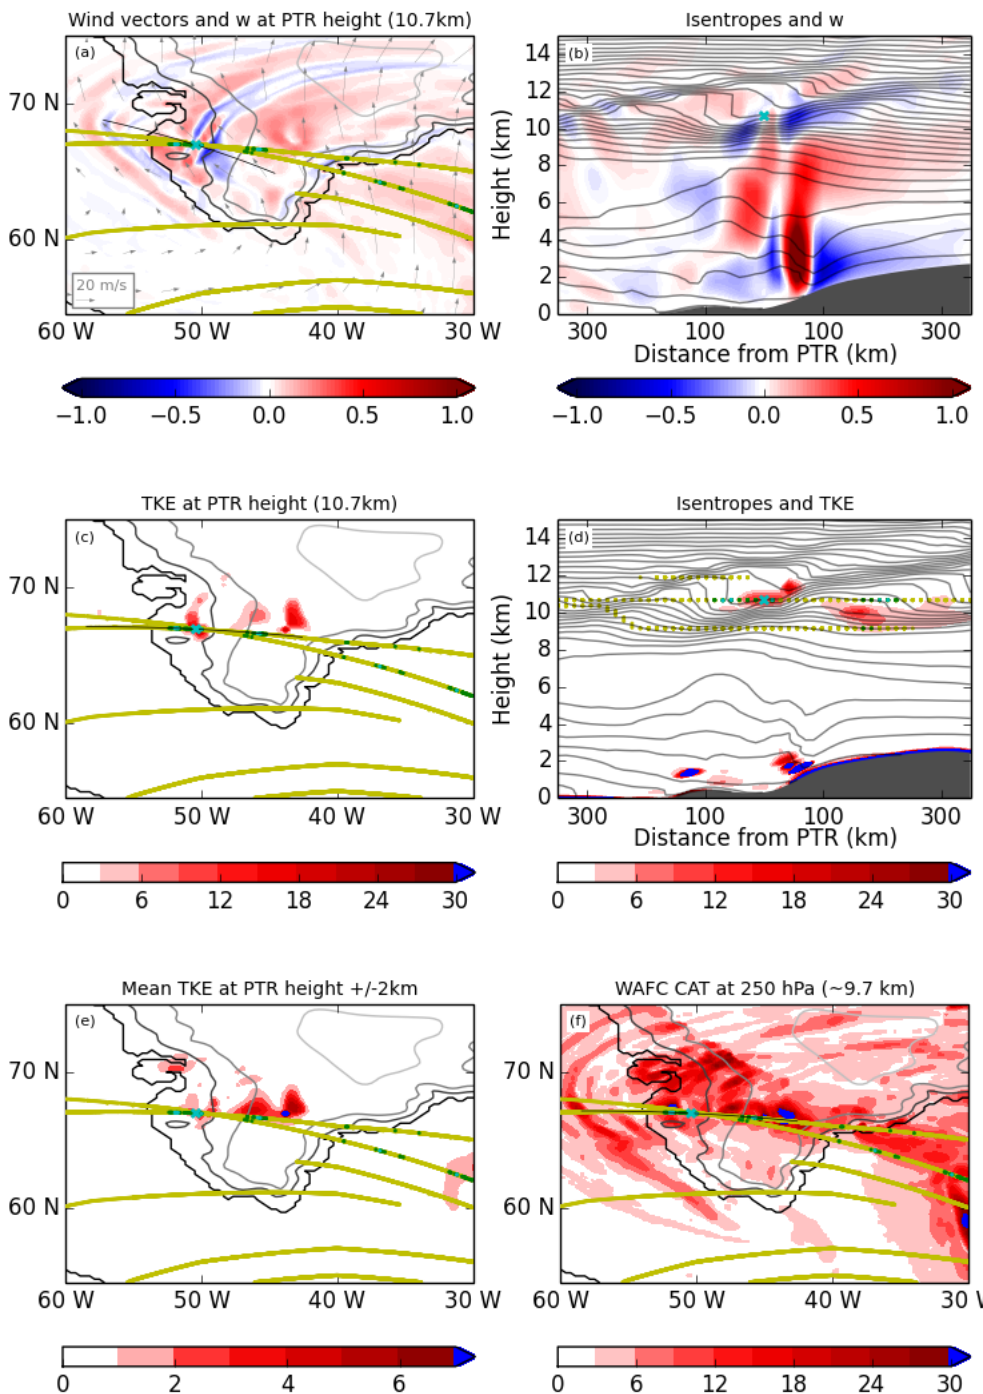 Wind vectors and w at PTR height (10.7km)
Isentropes and w
(a)
70 N
60 N
20 m/s
60 W 50 W 40 W 30 W
(b)
Height (km)
14
12
10
8
6
4
2
0
300 100 100 300
Distance from PTR (km)
−1.0 −0.5 0.0 0.5 1.0
−1.0 −0.5 0.0 0.5 1.0
TKE at PTR height (10.7km)
Isentropes and TKE
(c)
70 N
60 N
60 W 50 W 40 W 30 W
(d)
Height (km)
14
12
10
8
6
4
2
0
300 100 100 300
Distance from PTR (km)
0 6 12 18 24 30
0 6 12 18 24 30
Mean TKE at PTR height +/-2km
WAFC CAT at 250 hPa (~9.7 km)
(e)
70 N
60 N
60 W 50 W 40 W 30 W
(f)
70 N
60 N
60 W 50 W 40 W 30 W
0 2 4 6
0 6 12 18 24 30